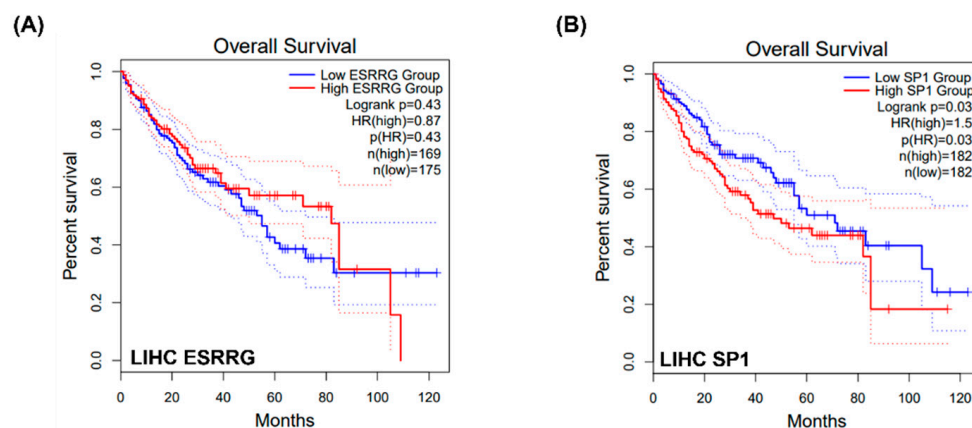 (A)
Overall Survival
Low ESRRG Group
High ESRRG Group
Logrank p=0.43
HR(high)=0.87
p(HR)=0.43
n(high)=169
n(low)=175
Percent survival
1.0
0.8
0.6
0.4
0.2
0.0
LIHC ESRRG
0 20 40 60 80 100 120
Months
(B)
Overall Survival
Low SP1 Group
High SP1 Group
Logrank p=0.03
HR(high)=1.5
p(HR)=0.03
n(high)=182
n(low)=182
Percent survival
1.0
0.8
0.6
0.4
0.2
0.0
LIHC SP1
0 20 40 60 80 100 120
Months